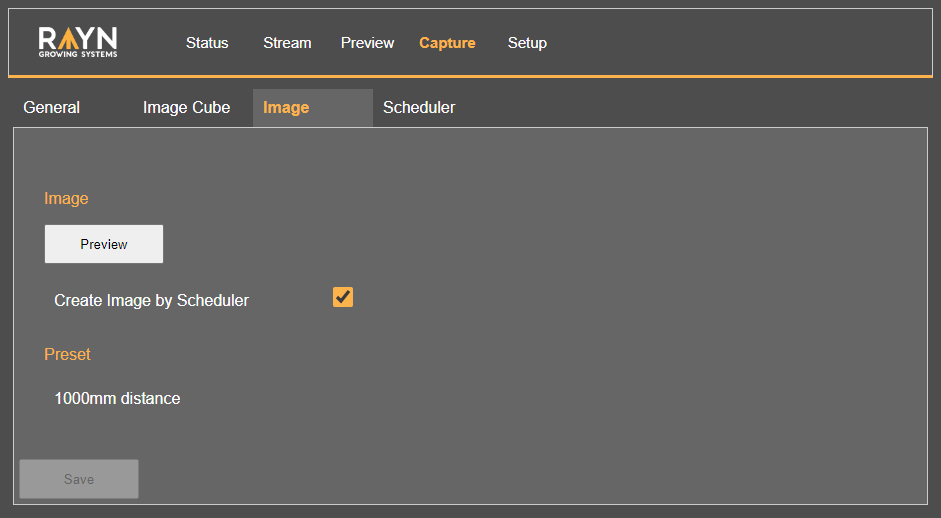 RAYN
GROWING SYSTEMS
Status Stream Preview Capture Setup
General Image Cube Image Scheduler
Image
Preview
Create Image by Scheduler
Preset
1000mm distance
Save